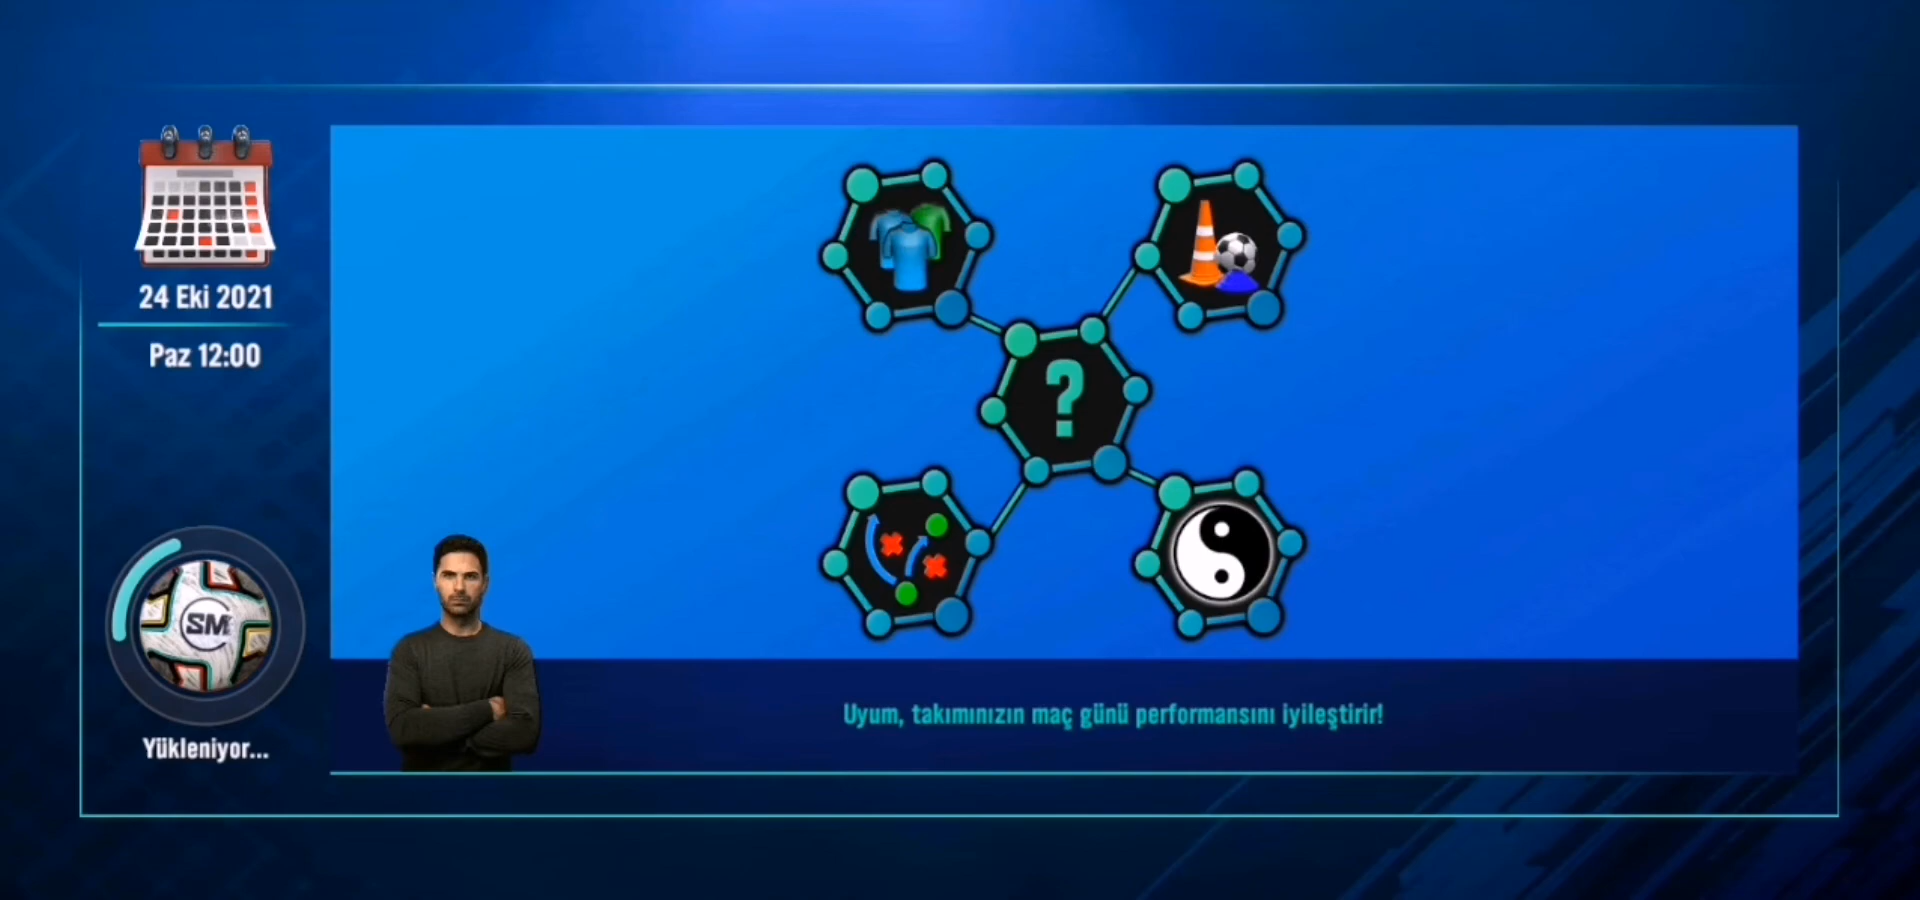 24 Eki 2021
Paz 12:00
?
SM
Yükleniyor...
Uyum, takımınızın maç günü performansını iyileştirir!